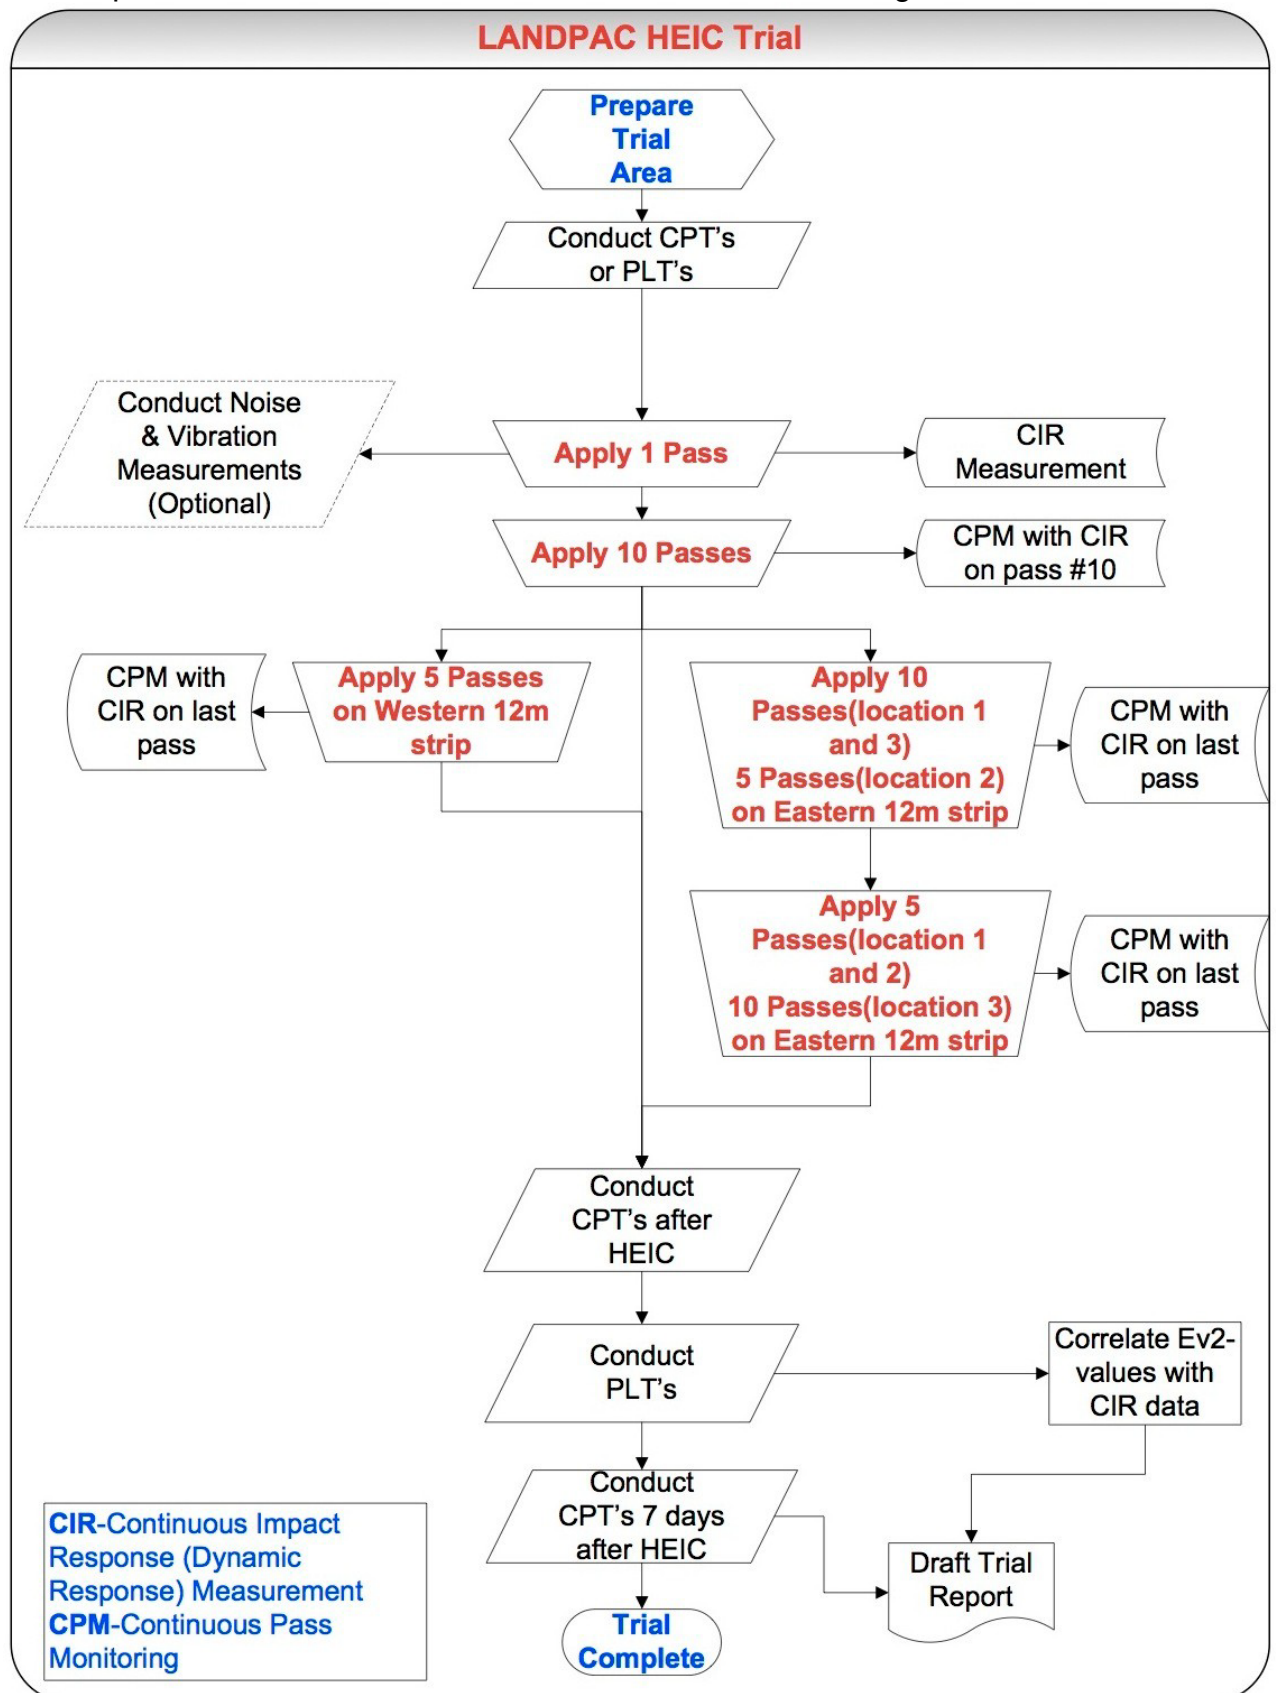 LANDPAC HEIC Trial
Prepare
Trial
Area
Conduct CPT's
or PLT's
Conduct Noise
& Vibration
Measurements
(Optional)
Apply 1 Pass
CIR
Measurement
Apply 10 Passes
CPM with CIR
on pass #10
CPM with
CIR on last
pass
Apply 5 Passes
on Western 12m
strip
Apply 10
Passes(location 1
and 3)
5 Passes(location 2)
on Eastern 12m strip
CPM with
CIR on last
pass
Apply 5
Passes(location 1
and 2)
10 Passes(location 3)
on Eastern 12m strip
CPM with
CIR on last
pass
Conduct
CPT's after
HEIC
Conduct
PLT's
Correlate Ev2-
values with
CIR data
Conduct
CPT's 7 days
after HEIC
Draft Trial
Report
Trial
Complete
CIR-Continuous Impact
Response (Dynamic
Response) Measurement
CPM-Continuous Pass
Monitoring